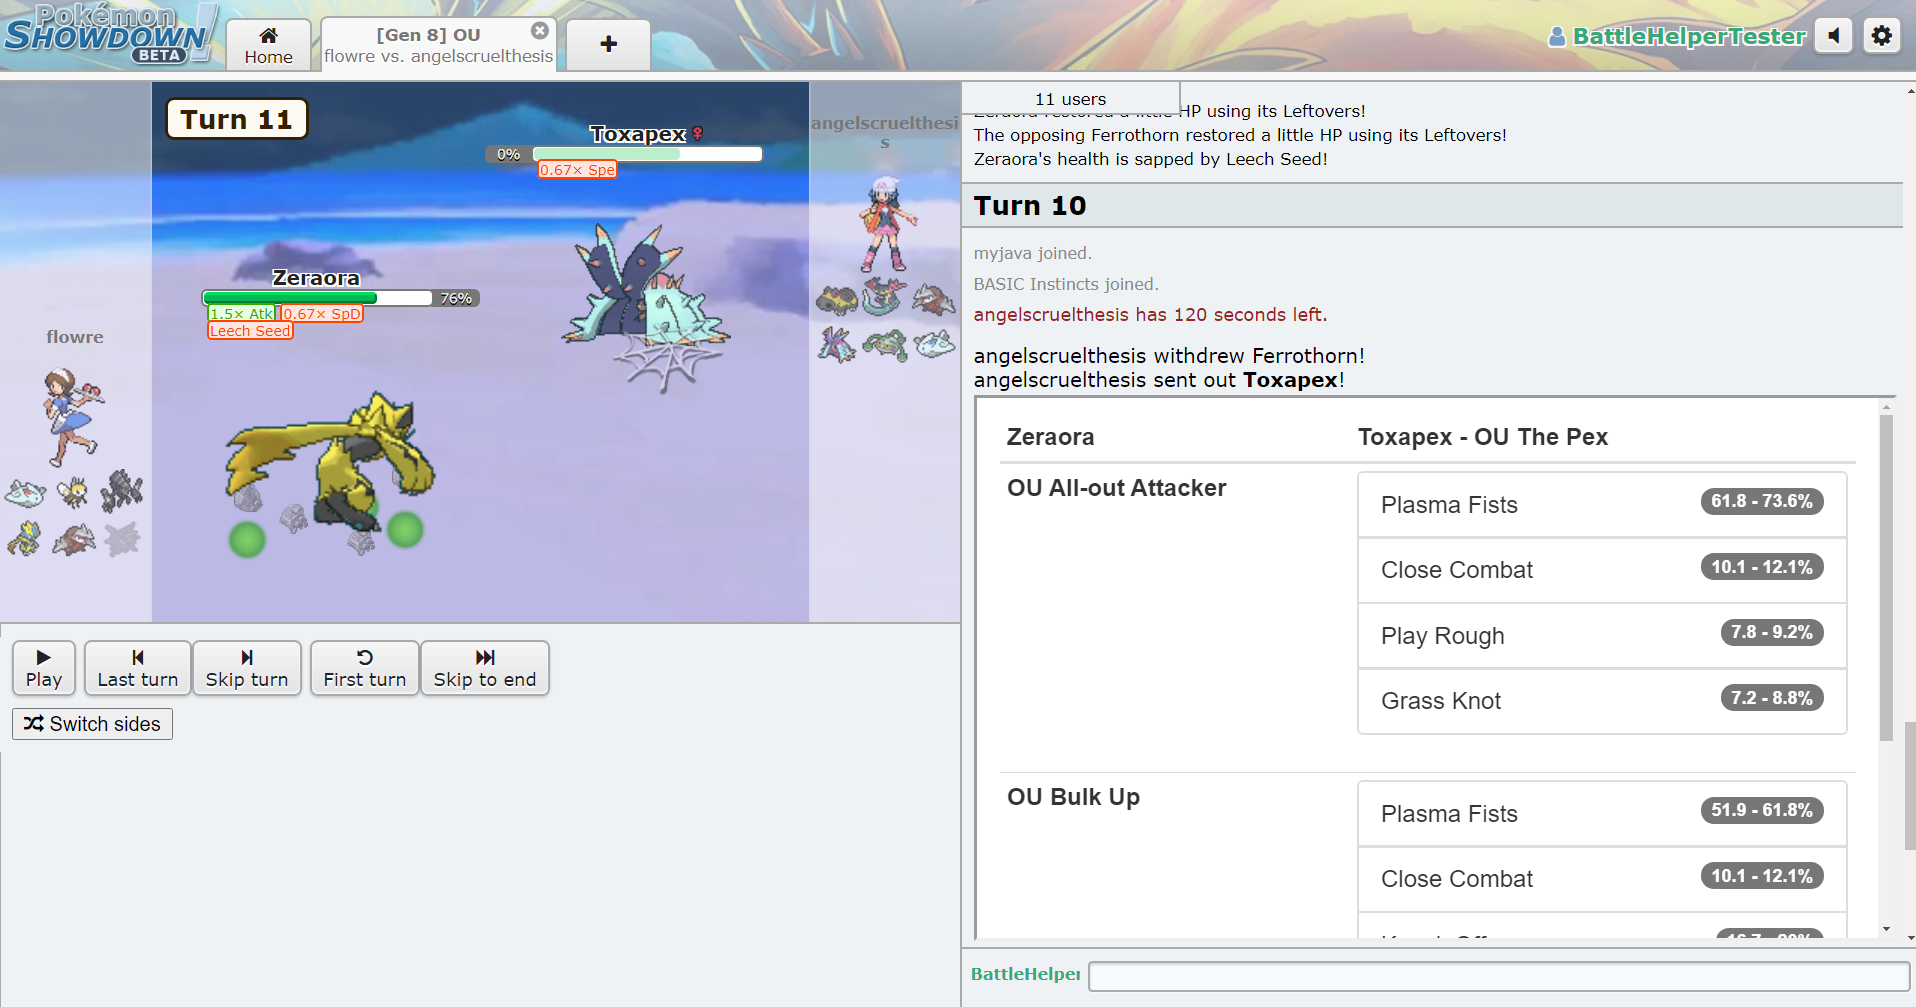 Pokémon
SHOWDOWN!
BETA
Home
[Gen 8] OU
flowre vs. angelscruelthesis
BattleHelperTester
Turn 11
Toxapex
0%
0.67× Spe
Zeraora
76%
1.5× Atk
0.67× SpD
Leech Seed
flowre
angelscruelthesi
s
Play
Last turn
Skip turn
First turn
Skip to end
Switch sides
11 users
Zeraora restored a little HP using its Leftovers!
The opposing Ferrothorn restored a little HP using its Leftovers!
Zeraora's health is sapped by Leech Seed!
Turn 10
myjava joined.
BASIC Instincts joined.
angelscruelthesis has 120 seconds left.
angelscruelthesis withdrew Ferrothorn!
angelscruelthesis sent out Toxapex!
Zeraora
Toxapex - OU The Pex
OU All-out Attacker
Plasma Fists 61.8 - 73.6%
Close Combat 10.1 - 12.1%
Play Rough 7.8 - 9.2%
Grass Knot 7.2 - 8.8%
OU Bulk Up
Plasma Fists 51.9 - 61.8%
Close Combat 10.1 - 12.1%
BattleHelper